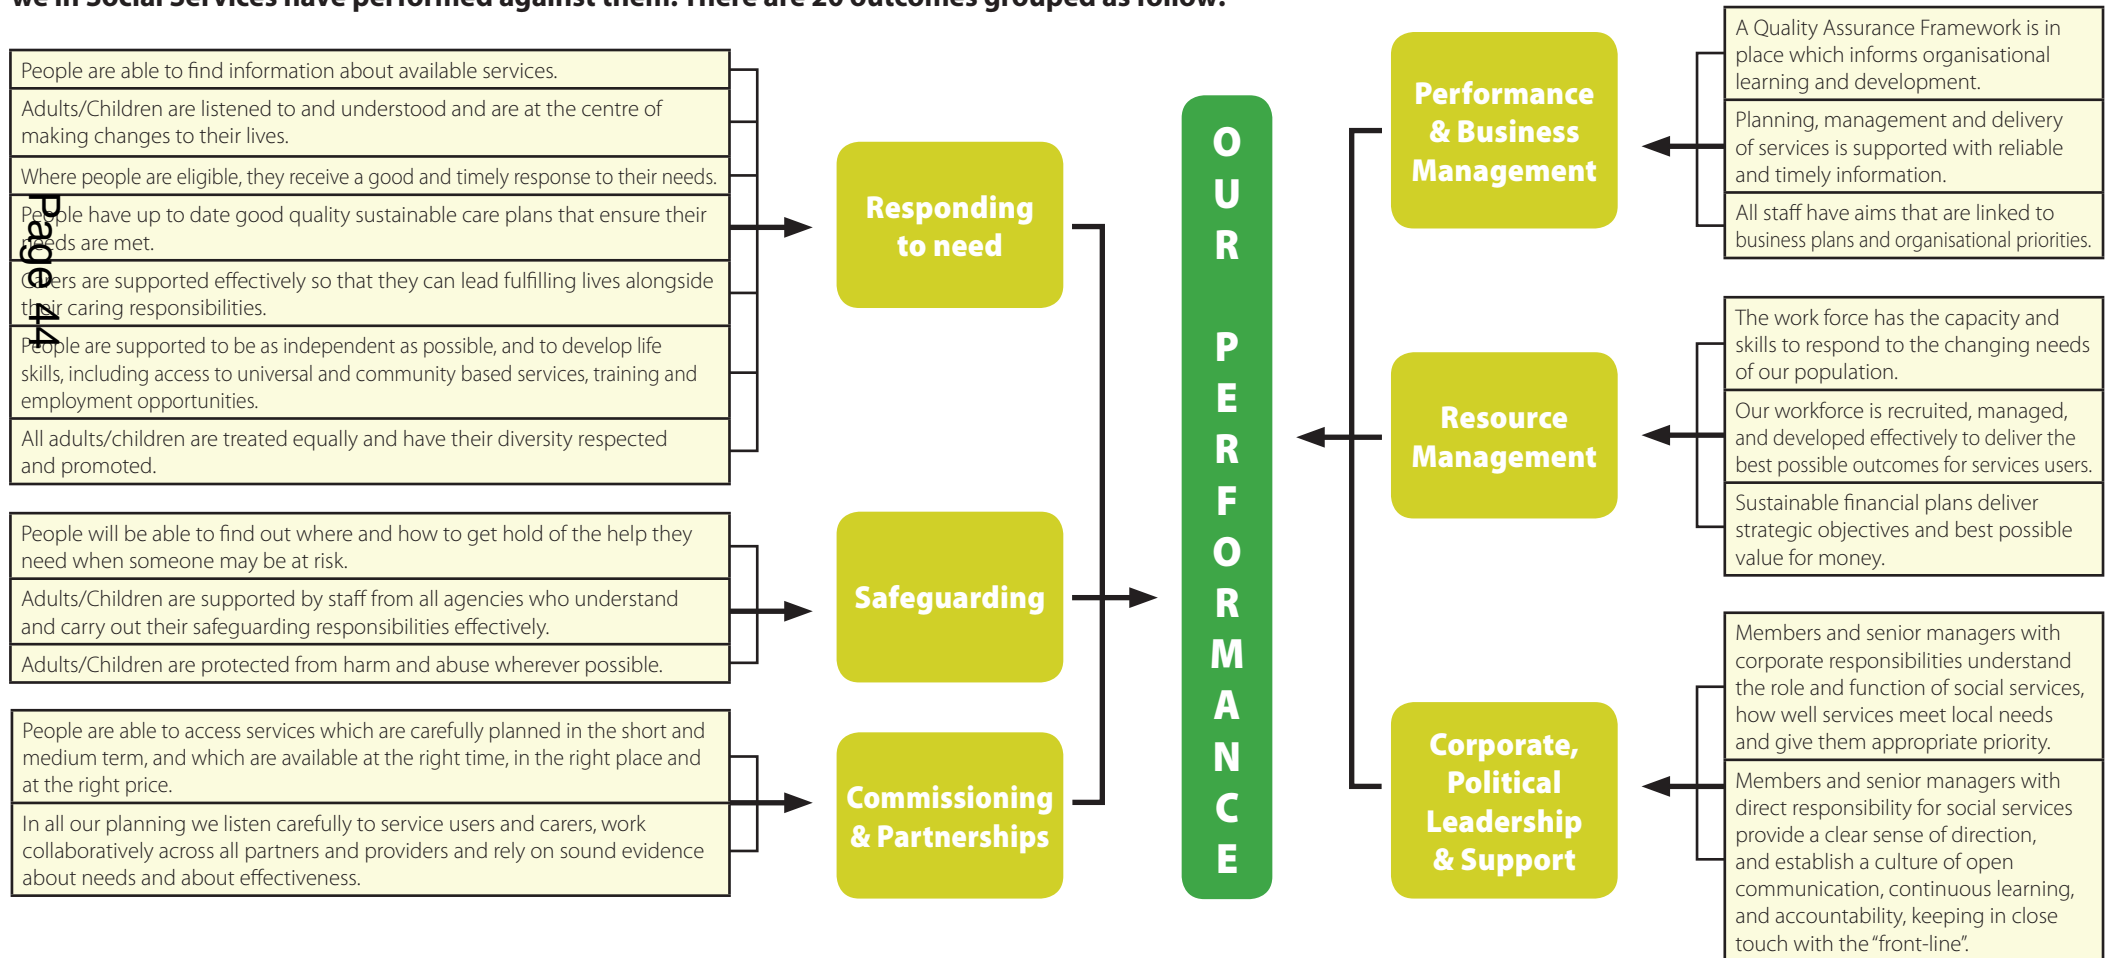 we in Social Services have performed against them. There are 20 outcomes grouped as follow:
People are able to find information about available services.
Adults/Children are listened to and understood and are at the centre of
making changes to their lives.
Where people are eligible, they receive a good and timely response to their needs.
People have up to date good quality sustainable care plans that ensure their
needs are met.
Carers are supported effectively so that they can lead fulfilling lives alongside
their caring responsibilities.
People are supported to be as independent as possible, and to develop life
skills, including access to universal and community based services, training and
employment opportunities.
All adults/children are treated equally and have their diversity respected
and promoted.
Page 44
People will be able to find out where and how to get hold of the help they
need when someone may be at risk.
Adults/Children are supported by staff from all agencies who understand
and carry out their safeguarding responsibilities effectively.
Adults/Children are protected from harm and abuse wherever possible.
People are able to access services which are carefully planned in the short and
medium term, and which are available at the right time, in the right place and
at the right price.
In all our planning we listen carefully to service users and carers, work
collaboratively across all partners and providers and rely on sound evidence
about needs and about effectiveness.
Responding
to need
Safeguarding
Commissioning
& Partnerships
OUR PERFORMANCE
Performance
& Business
Management
Resource
Management
Corporate,
Political
Leadership
& Support
A Quality Assurance Framework is in
place which informs organisational
learning and development.
Planning, management and delivery
of services is supported with reliable
and timely information.
All staff have aims that are linked to
business plans and organisational priorities.
The work force has the capacity and
skills to respond to the changing needs
of our population.
Our workforce is recruited, managed,
and developed effectively to deliver the
best possible outcomes for services users.
Sustainable financial plans deliver
strategic objectives and best possible
value for money.
Members and senior managers with
corporate responsibilities understand
the role and function of social services,
how well services meet local needs
and give them appropriate priority.
Members and senior managers with
direct responsibility for social services
provide a clear sense of direction,
and establish a culture of open
communication, continuous learning,
and accountability, keeping in close
touch with the “front-line”.